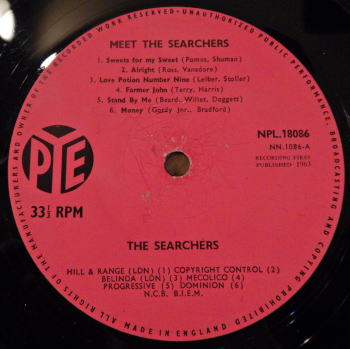 ALL RIGHTS OF THE MANUFACTURERS AND OWNER OF THE RECORDED WORK RESERVED·UNAUTHORIZED PUBLIC PERFORMANCE·BROADCASTING AND COPYING PROHIBITED
MEET THE SEARCHERS
1. Sweets for my Sweet (Pomos, Shuman)
2. Alright (Ross, Vanadore)
3. Love Potion Number Nine (Leiber, Stoller)
4. Farmer John (Terry, Harris)
5. Stand By Me (Beard, Willet, Doggett)
6. Money (Gordy jnr., Bradford)
NPL.18086
NN.1086-A
RECORDING FIRST
PUBLISHED 1963
PYE
33⅓ RPM
THE SEARCHERS
HILL & RANGE (LDN) (1) COPYRIGHT CONTROL (2)
BELINDA (LDN) (3) MECOLICO (4)
PROGRESSIVE (5) DOMINION (6)
N.C.B. B.I.E.M.
MADE IN ENGLAND